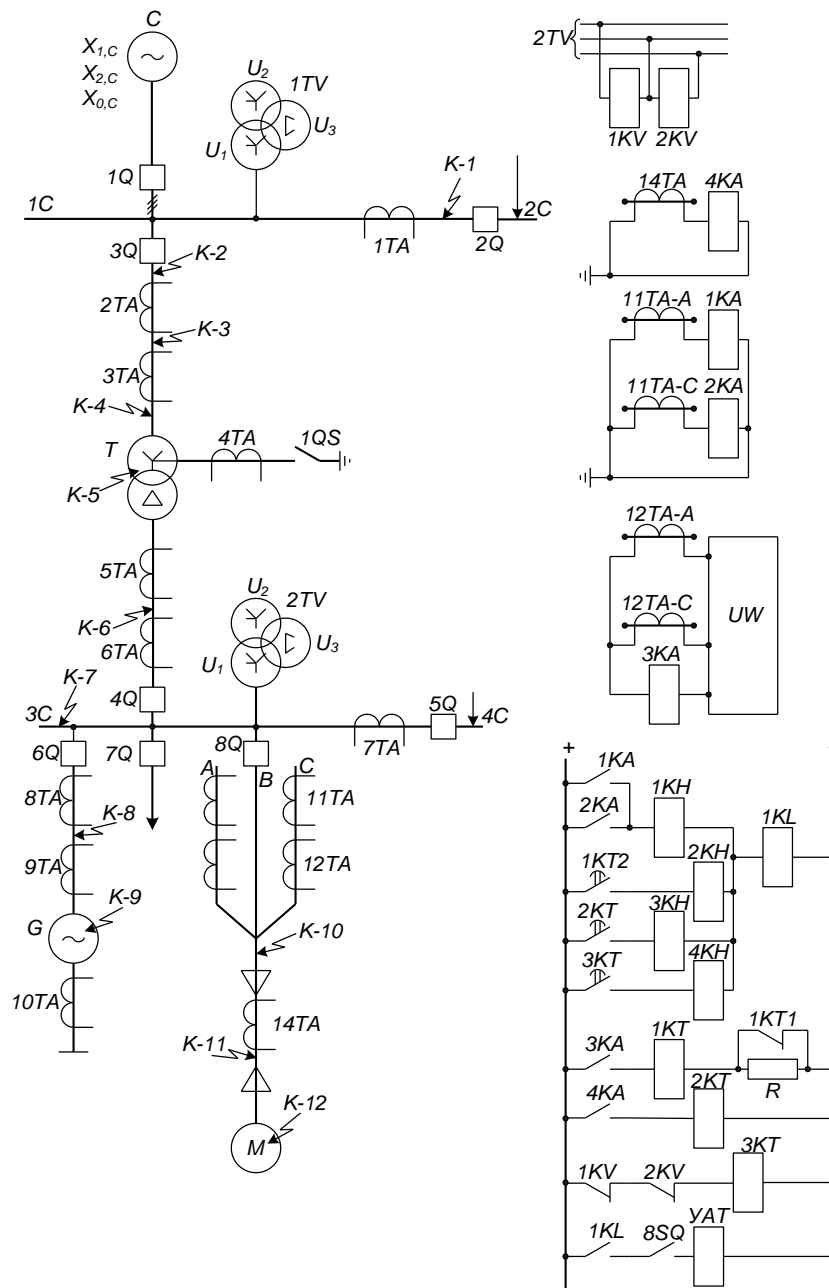 C
X1,C
X2,C
X0,C
U2
1TV
U3
U1
1Q
K-1
1C
2C
1TA
2Q
3Q
K-2
2TA
K-3
3TA
K-4
T
4TA
1QS
K-5
5TA
U2
2TV
K-6
U3
6TA
U1
K-7
4Q
5Q
3C
4C
6Q
7Q
8Q
7TA
A
B
C
8TA
11TA
K-8
9TA
12TA
K-9
G
K-10
10TA
14TA
K-11
K-12
M
2TV
1KV
2KV
14TA
4KA
11TA-A
1KA
11TA-C
2KA
12TA-A
12TA-C
UW
3KA
+
-
1KA
1KH
2KA
1KL
1KT2
2KH
2KT
3KH
3KT
4KH
3KA
1KT
1KT1
R
4KA
2KT
1KV
2KV
3KT
1KL
8SQ
УАТ